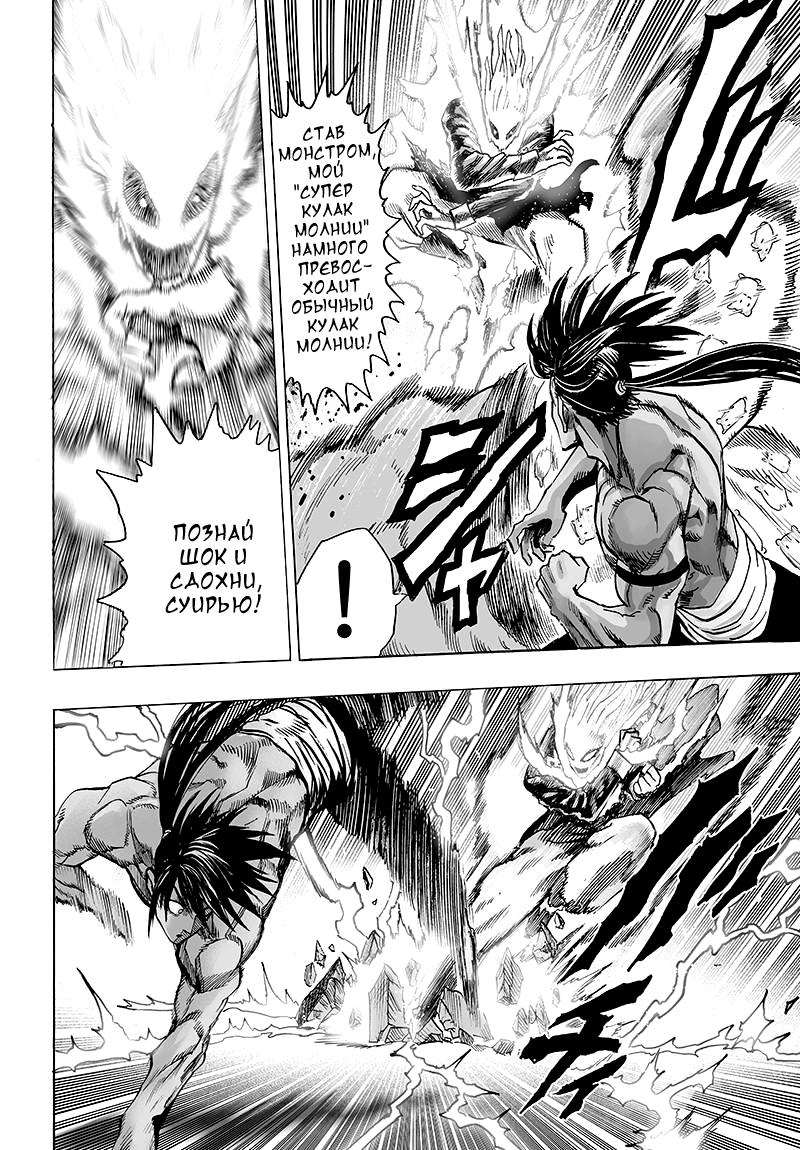 СТАВ
МОНСТРОМ,
МОЙ
"СУПЕР
КУЛАК
МОЛНИИ"
НАМНОГО
ПРЕВОС-
ХОДИТ
ОБЫЧНЫЙ
КУЛАК
МОЛНИИ!
!
ПОЗНАЙ
ШОК И
СДОХНИ,
СУИРЬЮ!